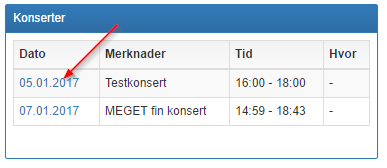 Konserter
Dato Merknader Tid Hvor
05.01.2017 Testkonsert 16:00 - 18:00 -
07.01.2017 MEGET fin konsert 14:59 - 18:43 -